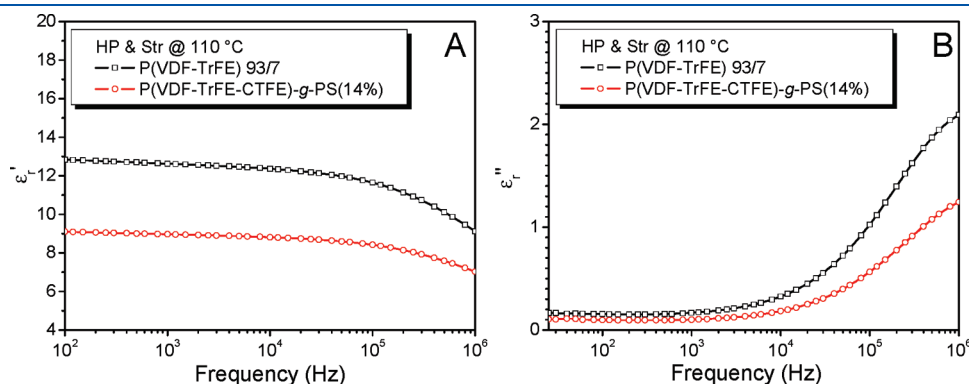 A
HP & Str @ 110 °C
P(VDF-TrFE) 93/7
P(VDF-TrFE-CTFE)-g-PS(14%)
εr'
20
18
16
14
12
10
8
6
4
10² 10³ 10⁴ 10⁵ 10⁶
Frequency (Hz)
B
HP & Str @ 110 °C
P(VDF-TrFE) 93/7
P(VDF-TrFE-CTFE)-g-PS(14%)
εr''
3
2
1
0
10² 10³ 10⁴ 10⁵ 10⁶
Frequency (Hz)